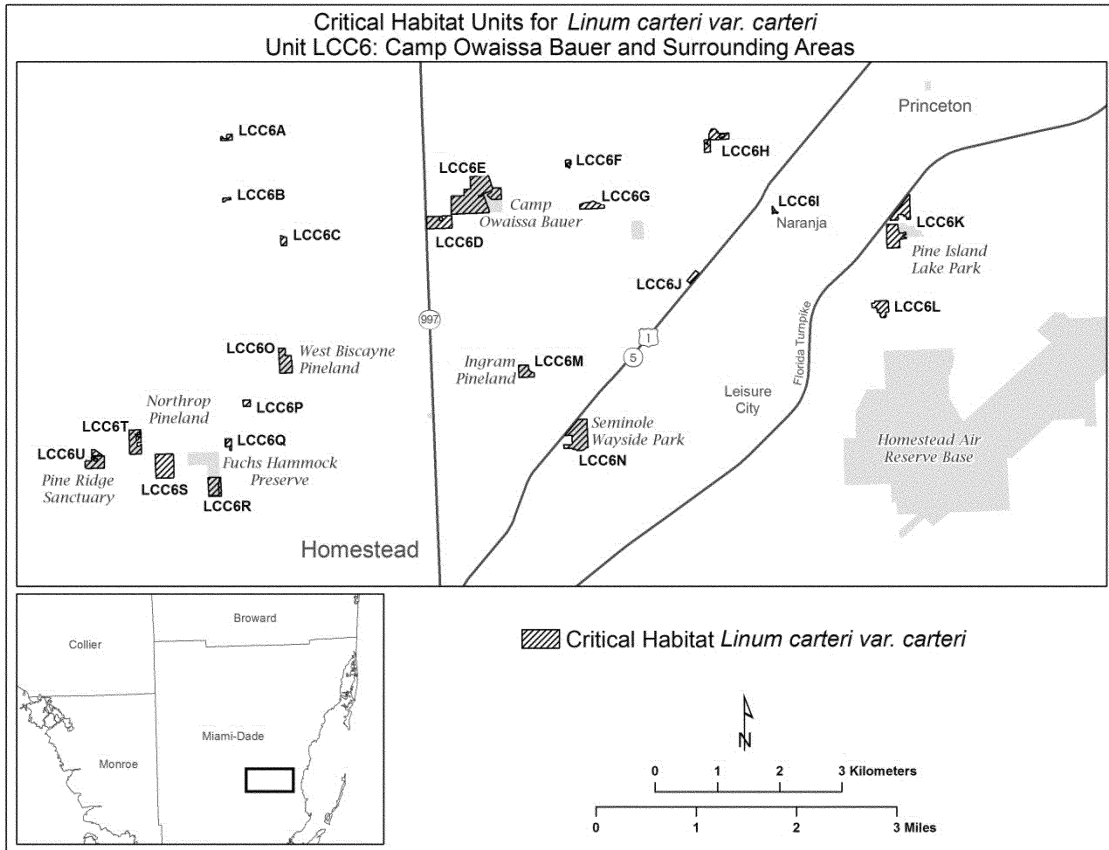 Critical Habitat Units for Linum carteri var. carteri
Unit LCC6: Camp Owaissa Bauer and Surrounding Areas
Princeton
LCC6A
LCC6H
LCC6E
LCC6F
LCC6B
LCC6G
LCC6I
Camp
Owaissa Bauer
Naranja
LCC6K
LCC6C
LCC6D
Pine Island
Lake Park
LCC6J
LCC6L
997
1
5
Florida Turnpike
LCC6O
West Biscayne
Pineland
Ingram
Pineland
LCC6M
Leisure
City
Northrop
Pineland
LCC6P
LCC6T
LCC6Q
Seminole
Wayside Park
LCC6N
Homestead Air
Reserve Base
LCC6U
Pine Ridge
Sanctuary
LCC6S
Fuchs Hammock
Preserve
LCC6R
Homestead
Broward
Collier
Miami-Dade
Monroe
Critical Habitat Linum carteri var. carteri
N
0 1 2 3 Kilometers
0 1 2 3 Miles